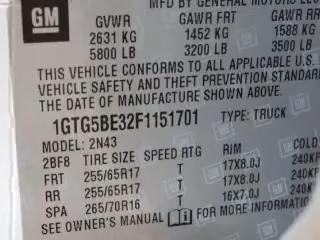 MFD BY GENERAL MOTORS LLC
GM
GVWR GAWR FRT GAWR RR
2631 KG 1452 KG 1588 KG
5800 LB 3200 LB 3500 LB
THIS VEHICLE CONFORMS TO ALL APPLICABLE U.S.
VEHICLE SAFETY AND THEFT PREVENTION STANDARD
THE DATE OF MANUFACTURE SHOWN ABOVE.
1GTG5BE32F1151701 TYPE: TRUCK
MODEL: 2N43
2BF8 TIRE SIZE SPEED RTG RIM COLD
FRT 255/65R17 T 17X8.0J 240KP
RR 255/65R17 T 17X8.0J 240KP
SPA 265/70R16 T 16X7.0J 240K
SEE OWNER'S MANUAL FOR MORE INFORMATION